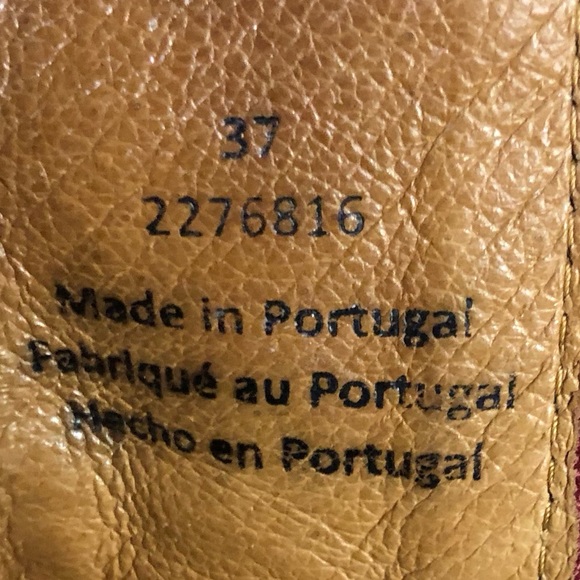 37
2276816
Made in Portugal
Fabriqué au Portugal
Hecho en Portugal